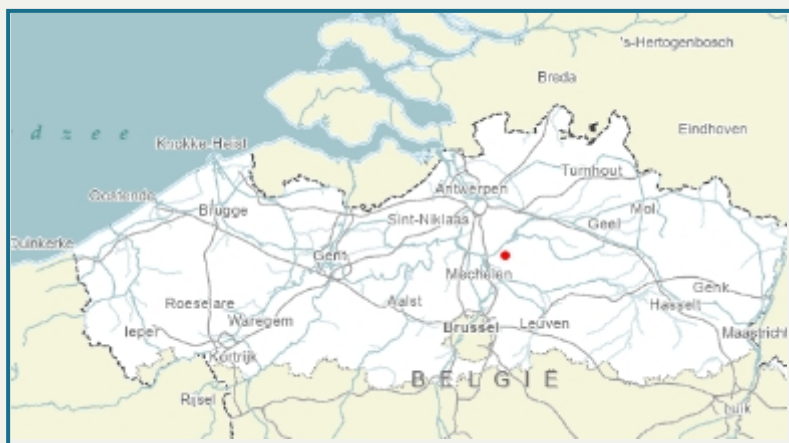 's-Hertogenbosch
Breda
Eindhoven
dzee
Knokke-Heist
Turnhout
Antwerpen
Oostende
Mol
Brugge
Sint-Niklaas
Geel
Duinkerke
Gent
Mechelen
Genk
Roeselare
Aalst
Hasselt
Ieper
Waregem
Brussel
Leuven
Maastricht
Kortrijk
BELGIË
Rijsel
Luik